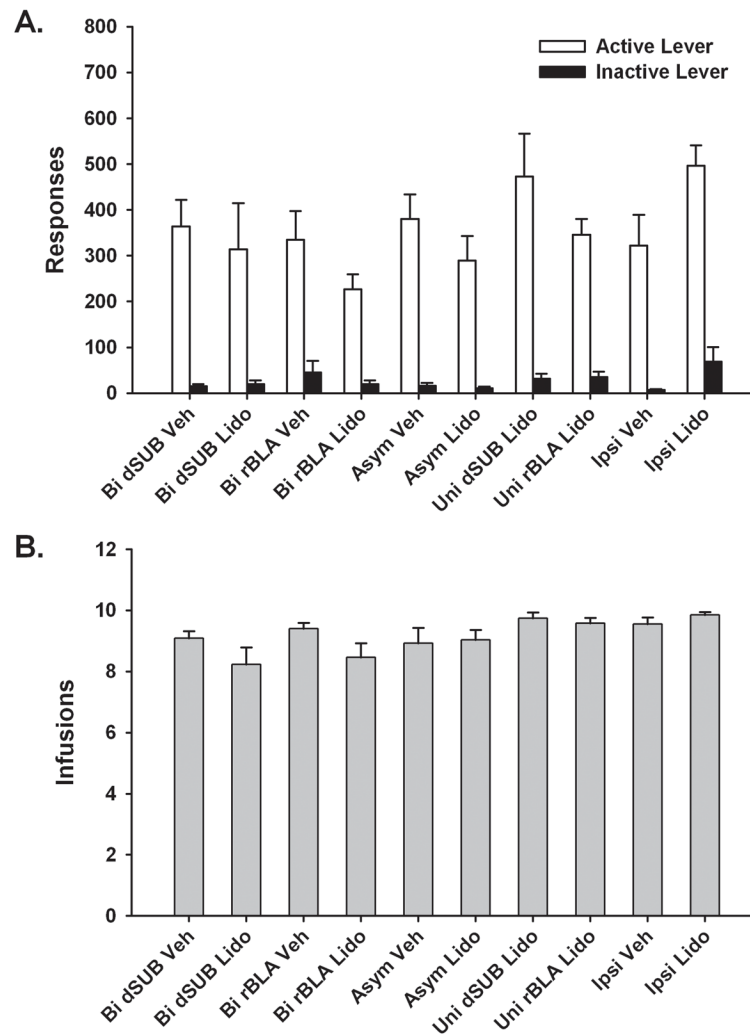 A.
800
700
600
500
400
300
200
100
0
Responses
Active Lever
Inactive Lever
Bi dSUB Veh
Bi dSUB Lido
Bi rBLA Veh
Bi rBLA Lido
Asym Veh
Asym Lido
Uni dSUB Lido
Uni rBLA Lido
Ipsi Veh
Ipsi Lido
B.
12
10
8
6
4
2
0
Infusions
Bi dSUB Veh
Bi dSUB Lido
Bi rBLA Veh
Bi rBLA Lido
Asym Veh
Asym Lido
Uni dSUB Lido
Uni rBLA Lido
Ipsi Veh
Ipsi Lido